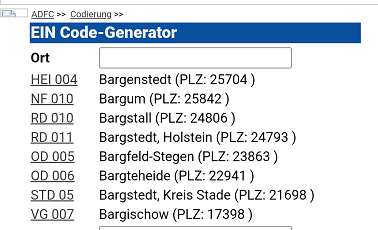 ADFC >> Codierung >>
EIN Code-Generator
Ort
HEI 004 Bargenstedt (PLZ: 25704 )
NF 010 Bargum (PLZ: 25842 )
RD 010 Bargstall (PLZ: 24806 )
RD 011 Bargstedt, Holstein (PLZ: 24793 )
OD 005 Bargfeld-Stegen (PLZ: 23863 )
OD 006 Bargteheide (PLZ: 22941 )
STD 05 Bargstedt, Kreis Stade (PLZ: 21698 )
VG 007 Bargischow (PLZ: 17398 )